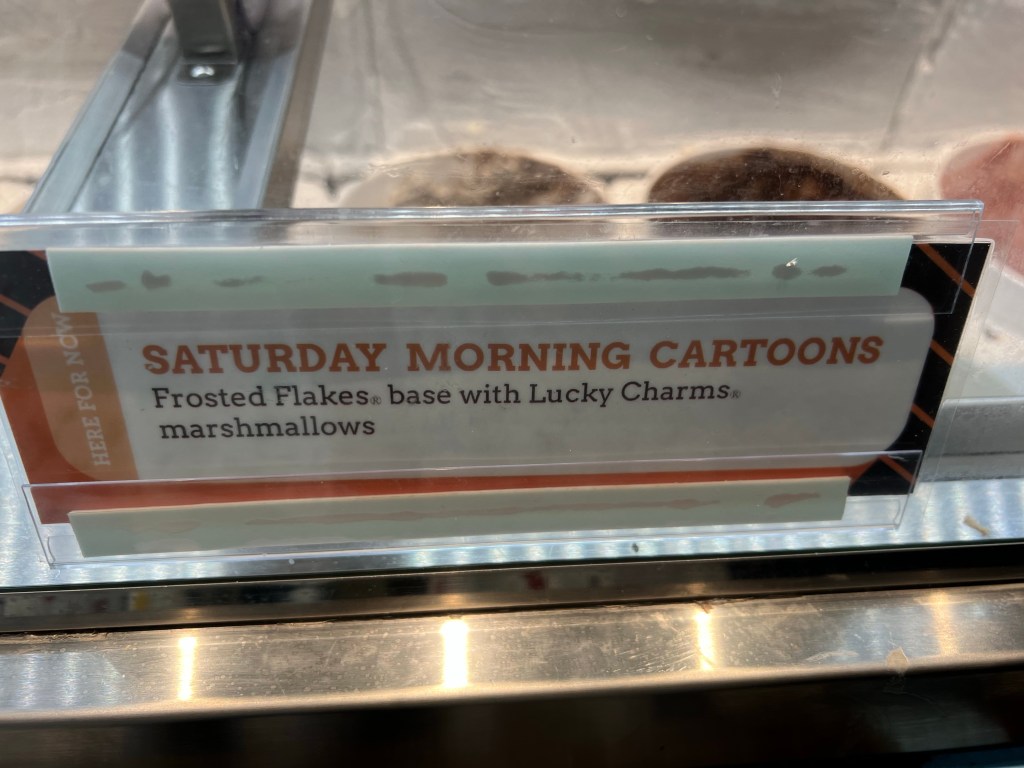 HERE FOR NOW
SATURDAY MORNING CARTOONS
Frosted Flakes® base with Lucky Charms®
marshmallows